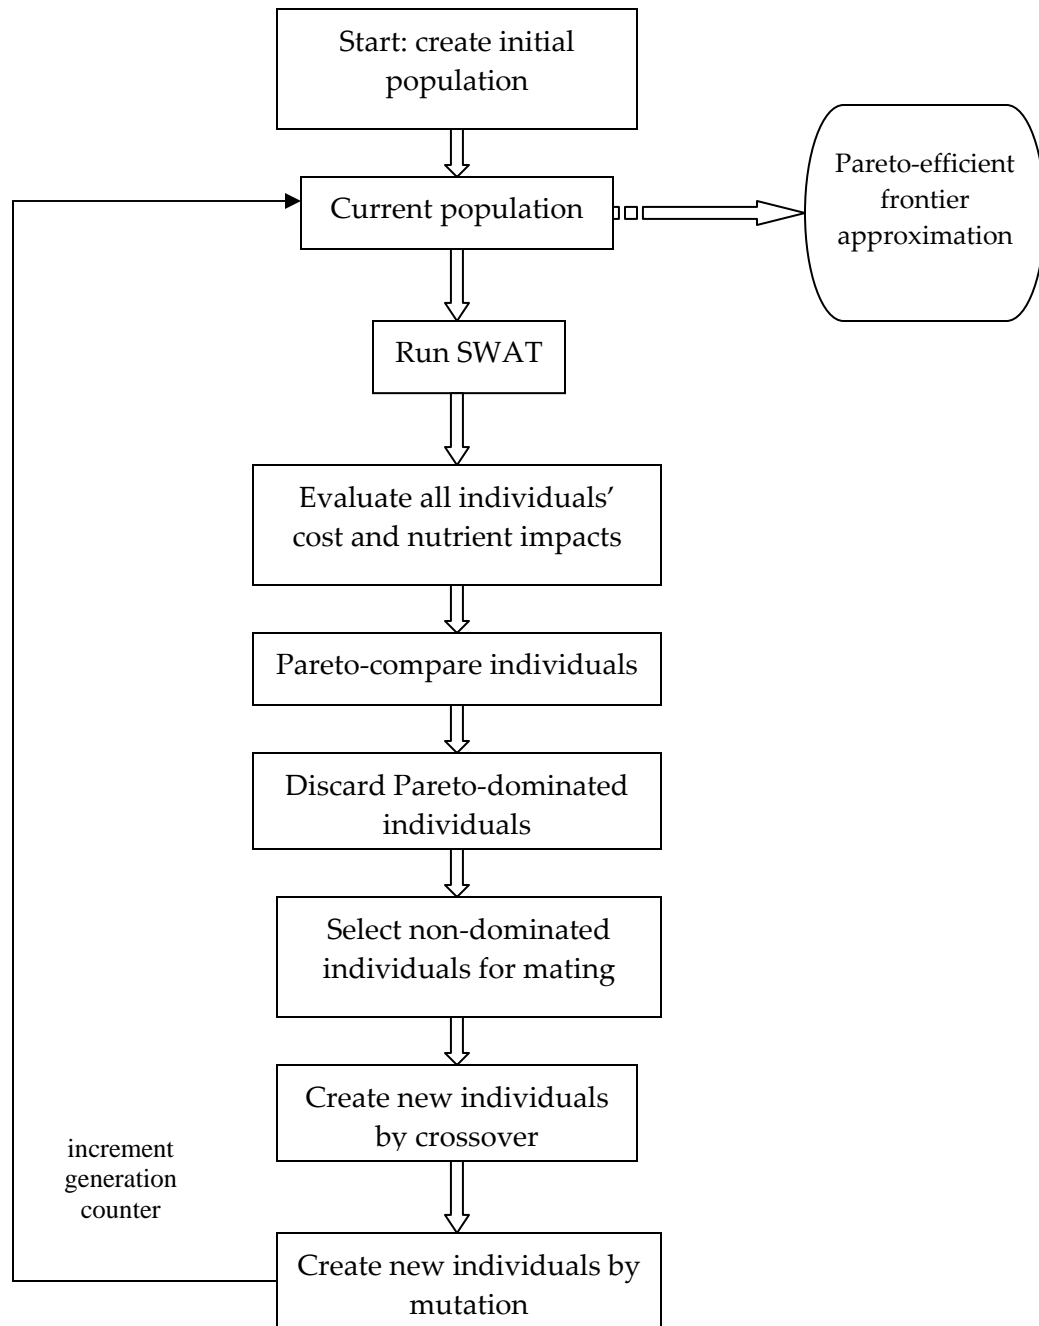 Start: create initial
population
Current population
Pareto-efficient
frontier
approximation
Run SWAT
Evaluate all individuals’
cost and nutrient impacts
Pareto-compare individuals
Discard Pareto-dominated
individuals
Select non-dominated
individuals for mating
Create new individuals
by crossover
increment
generation
counter
Create new individuals by
mutation